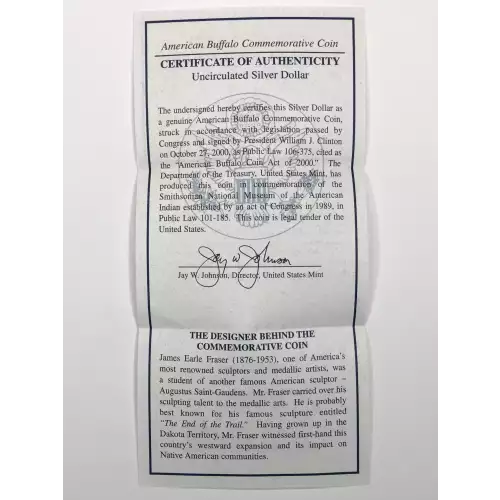 American Buffalo Commemorative Coin
CERTIFICATE OF AUTHENTICITY
Uncirculated Silver Dollar
The undersigned hereby certifies this Silver Dollar as
a genuine American Buffalo Commemorative Coin,
struck in accordance with legislation passed by
Congress and signed by President William J. Clinton
on October 27, 2000, as Public Law 106-375, cited as
the "American Buffalo Coin Act of 2000." The
Department of the Treasury, United States Mint, has
produced this coin in commemoration of the
Smithsonian National Museum of the American
Indian established by an act of Congress in 1989, in
Public Law 101-185. This coin is legal tender of the
United States.
Jay W Johnson
Jay W. Johnson, Director, United States Mint
THE DESIGNER BEHIND THE
COMMEMORATIVE COIN
James Earle Fraser (1876-1953), one of America's
most renowned sculptors and medallic artists, was
a student of another famous American sculptor –
Augustus Saint-Gaudens. Mr. Fraser carried over his
sculpting talent to the medallic arts. He is probably
best known for his famous sculpture entitled
"The End of the Trail." Having grown up in the
Dakota Territory, Mr. Fraser witnessed first-hand this
country's westward expansion and its impact on
Native American communities.